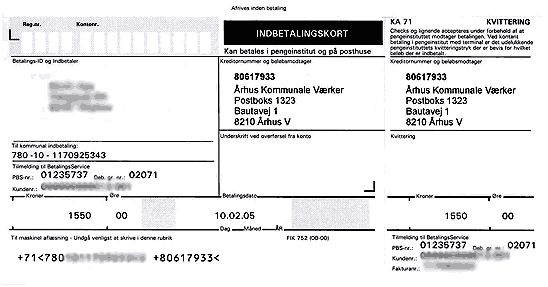 Afrives inden betaling
Reg.nr. Kontonr.
INDBETALINGSKORT
Kan betales i pengeinstitut og på posthuse
KA 71 KVITTERING
Checks og lignende accepteres under forbehold af at
pengeinstituttet modtager betalingen. Ved kontant
betaling i pengeinstitut med terminal er det udelukkende
pengeinstituttets kvitteringstryk der er bevis for hvilket
beløb der er indbetalt.
Betalings-ID og Indbetaler
Kreditornummer og beløbsmodtager
80617933
Århus Kommunale Værker
Postboks 1323
Bautavej 1
8210 Århus V
Kreditornummer og beløbsmodtager
80617933
Århus Kommunale Værker
Postboks 1323
Bautavej 1
8210 Århus V
Underskrift ved overførsel fra konto
Kvittering
Til kommunal indbetaling:
780 -10 - 1170925343
Tilmelding til BetalingsService
PBS-nr.: 01235737 Deb. gr. nr.: 02071
Kundenr.:
Kroner Øre Betalingsdato Kroner Øre
1550 00 10.02.05 1550 00
Dag Måned ÅR
Til maskinel aflæsning - Undgå venligst at skrive i denne rubrik
FIK 752 (00-00)
+71<780 +80617933<
Tilmelding til BetalingsService
PBS-nr.: 01235737 Deb. gr. nr.: 02071
Kundenr.:
Fakturanr.: